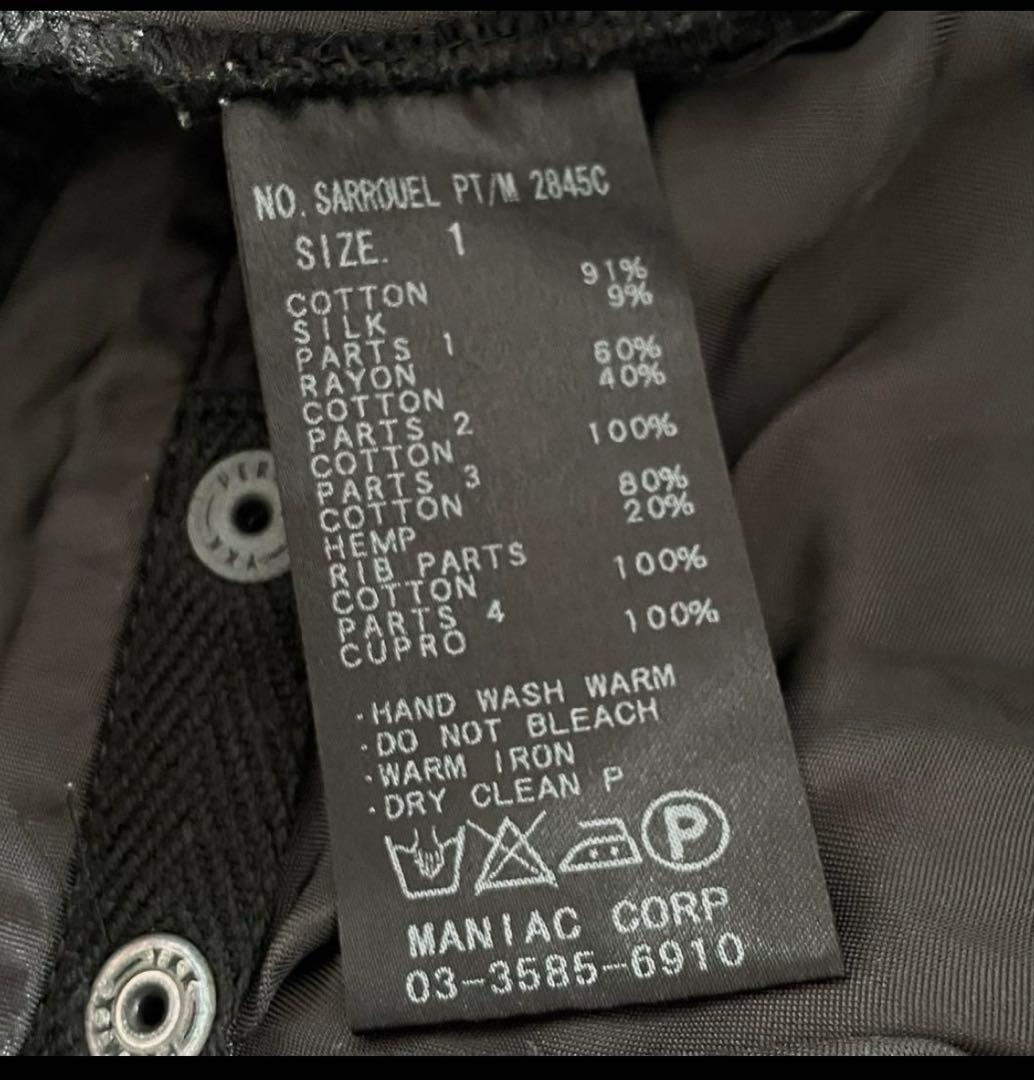 NO. SARROUEL PT/M 2845C
SIZE. 1
COTTON 91%
SILK 9%
PARTS 1
RAYON 60%
COTTON 40%
PARTS 2
COTTON 100%
PARTS 3
COTTON 80%
HEMP 20%
RIB PARTS
COTTON 100%
PARTS 4
CUPRO 100%
·HAND WASH WARM
·DO NOT BLEACH
·WARM IRON
·DRY CLEAN P
P
MANIAC CORP
03-3585-6910